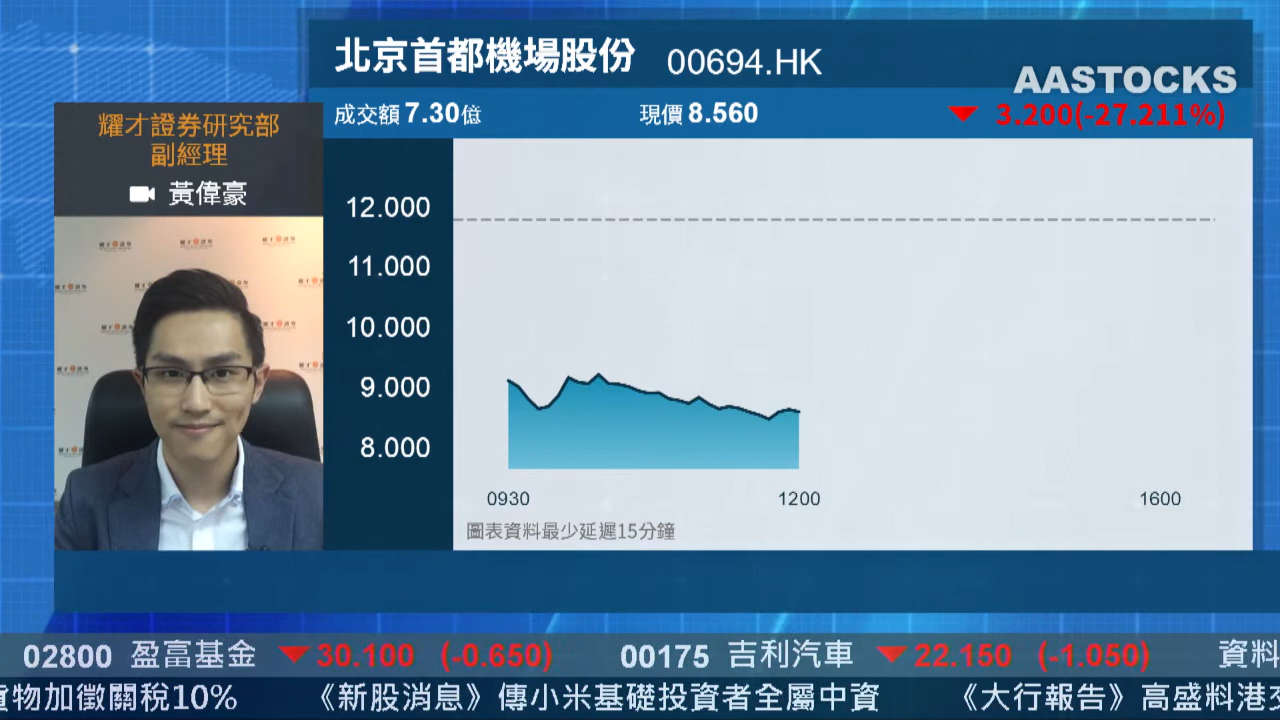 北京首都機場股份 00694.HK
AASTOCKS
成交額 7.30億 現價 8.560 3.200(-27.211%)
耀才證券研究部
副經理
黃偉豪
12.000
11.000
10.000
9.000
8.000
0930 1200 1600
圖表資料最少延遲15分鐘
02800 盈富基金 30.100 (-0.650) 00175 吉利汽車 22.150 (-1.050) 資料
貨物加徵關稅10% 《新股消息》傳小米基礎投資者全屬中資 《大行報告》高盛料港交